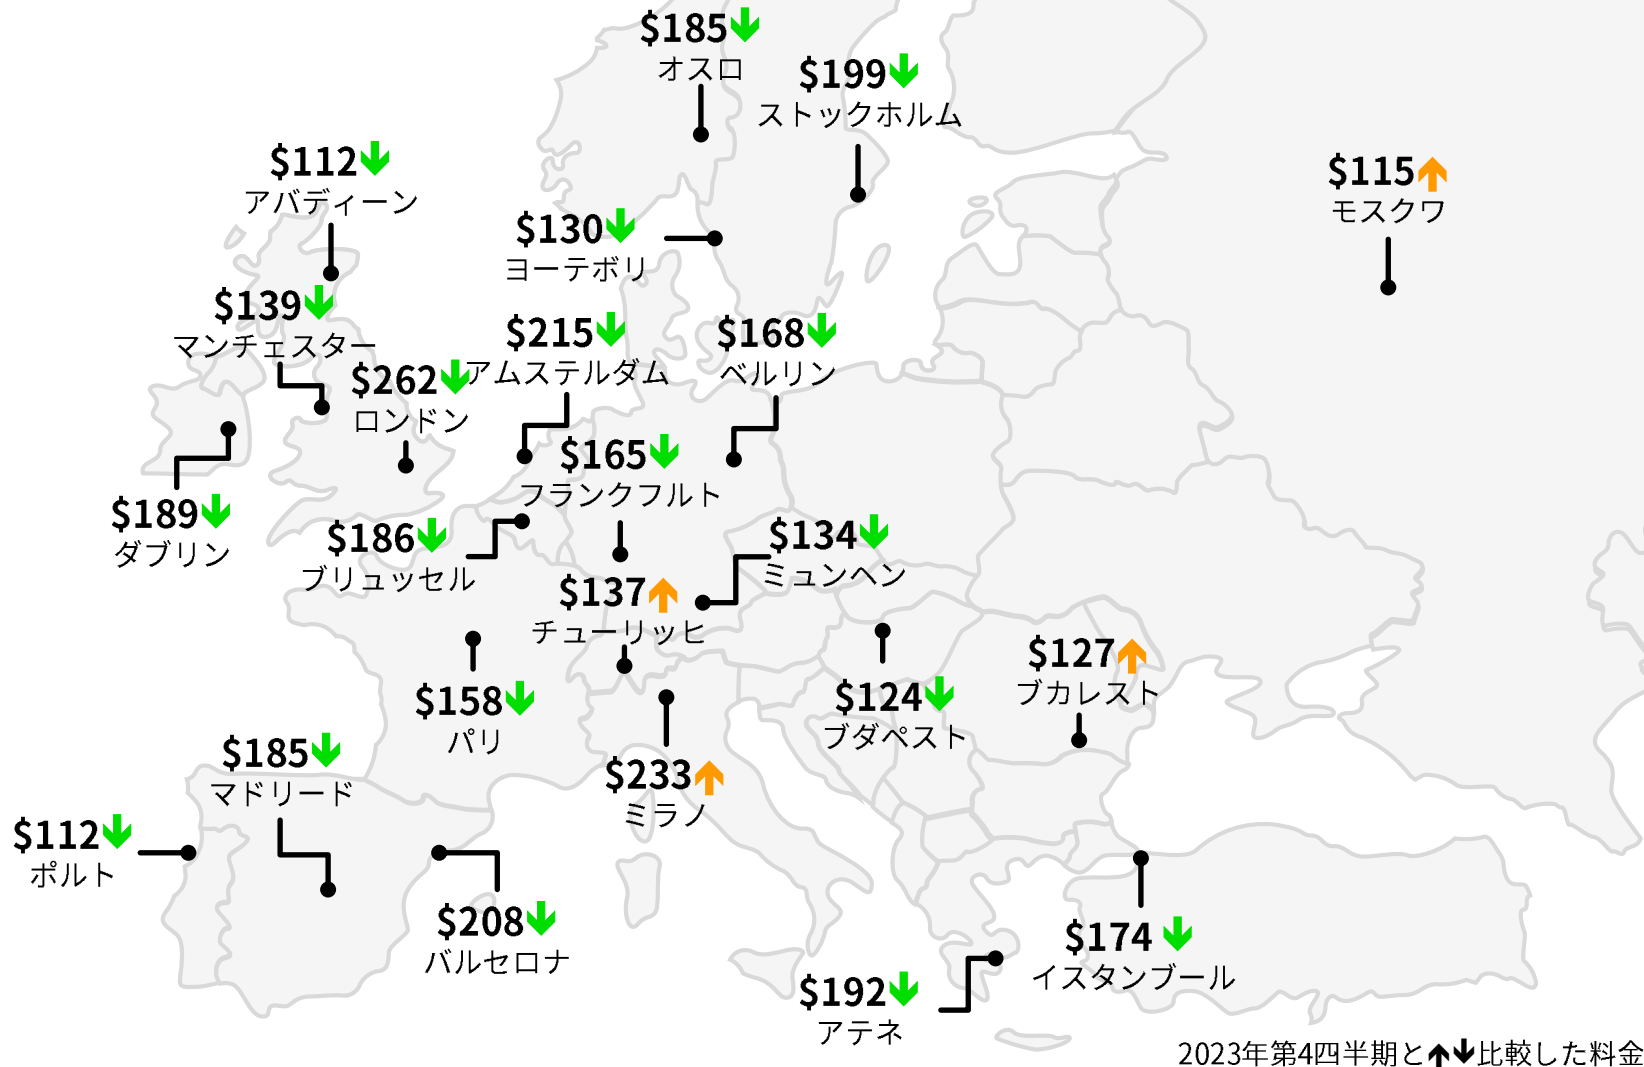 $185
オスロ
$199
ストックホルム
$112
アバディーン
$115
モスクワ
$130
ヨーテボリ
$139
マンチェスター
$215
アムステルダム
$168
ベルリン
$262
ロンドン
$165
フランクフルト
$189
ダブリン
$186
ブリュッセル
$134
ミュンヘン
$137
チューリッヒ
$127
ブカレスト
$158
パリ
$124
ブダペスト
$185
マドリード
$233
ミラノ
$112
ポルト
$208
バルセロナ
$174
イスタンブール
$192
アテネ
2023年第4四半期と↑↓比較した料金